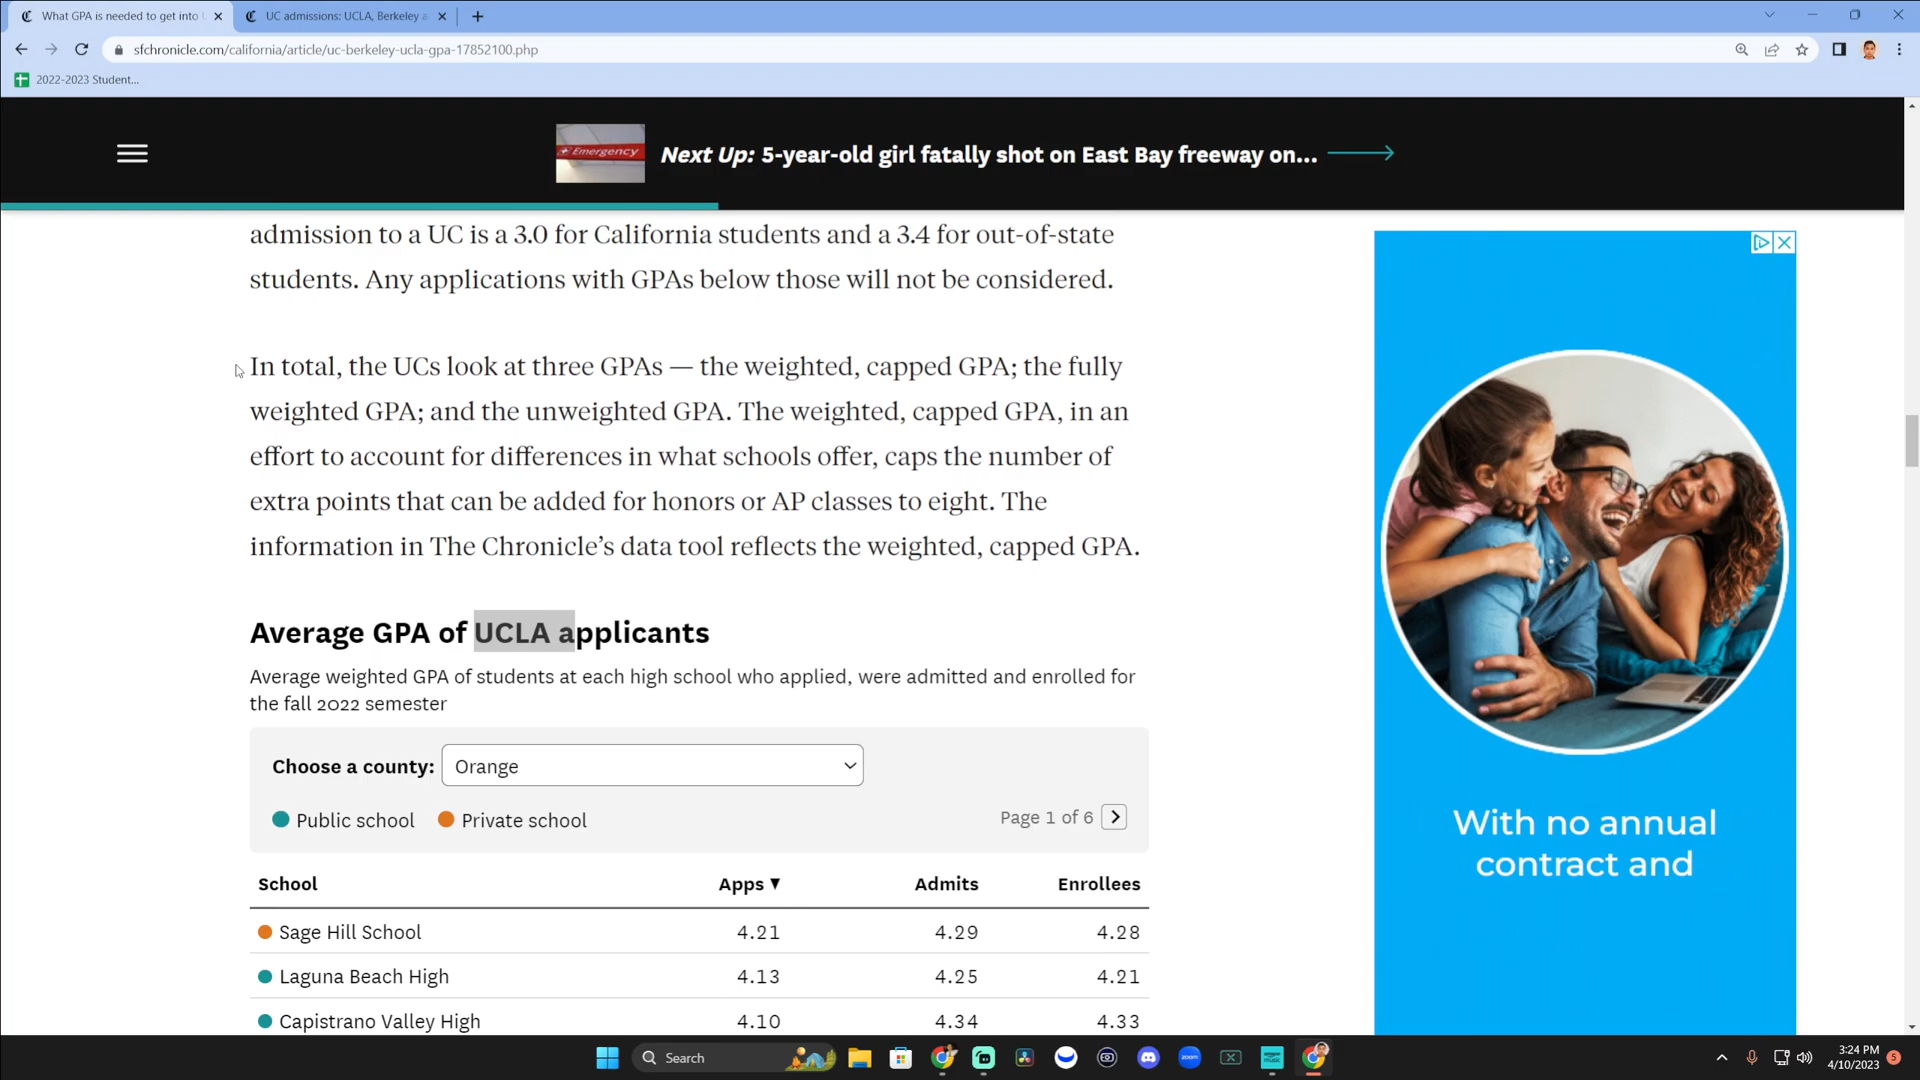 What GPA is needed to get into
UC admissions: UCLA, Berkeley a
sfchronicle.com/california/article/uc-berkeley-ucla-gpa-17852100.php
2022-2023 Student...
Emergency
Next Up: 5-year-old girl fatally shot on East Bay freeway on...
admission to a UC is a 3.0 for California students and a 3.4 for out-of-state
students. Any applications with GPAs below those will not be considered.
In total, the UCs look at three GPAs — the weighted, capped GPA; the fully
weighted GPA; and the unweighted GPA. The weighted, capped GPA, in an
effort to account for differences in what schools offer, caps the number of
extra points that can be added for honors or AP classes to eight. The
information in The Chronicle's data tool reflects the weighted, capped GPA.
Average GPA of UCLA applicants
Average weighted GPA of students at each high school who applied, were admitted and enrolled for
the fall 2022 semester
Choose a county: Orange
Public school Private school Page 1 of 6
School Apps ▼ Admits Enrollees
Sage Hill School 4.21 4.29 4.28
Laguna Beach High 4.13 4.25 4.21
Capistrano Valley High 4.10 4.34 4.33
With no annual
contract and
Search
zoom
music
3:24 PM
4/10/2023
5